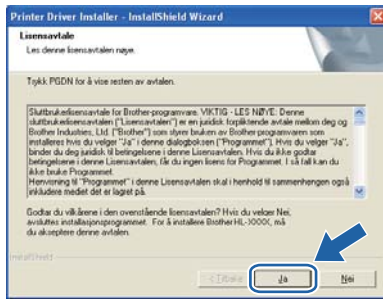 Printer Driver Installer - InstallShield Wizard
Lisensavtale
Les denne lisensavtalen nøye.
Trykk PGDN for å vise resten av avtalen.
Sluttbrukerlisensavtale for Brother-programvare. VIKTIG - LES NØYE: Denne
sluttbrukerlisensavtalen ("Lisensavtalen") er en juridisk forpliktende avtale mellom deg og
Brother Industries, Ltd. ("Brother") som styrer bruken av Brother-programvaren som
installeres hvis du velger "Ja" i denne dialogboksen ("Programmet"). Hvis du velger "Ja",
binder du deg juridisk til betingelsene i denne Lisensavtalen. Hvis du ikke godtar
betingelsene i denne Lisensavtalen, får du ingen lisens for Programmet. I så fall kan du
ikke bruke Programmet.
Henvisning til "Programmet" i denne Lisensavtalen skal i henhold til sammenhengen også
inkludere mediet det er lagret på.
Godtar du vilkårene i den ovenstående lisensavtalen? Hvis du velger Nei,
avsluttes installasjonsprogrammet. For å installere Brother HL-XXXX, må
du akseptere denne avtalen.
InstallShield
< Tilbake
Ja
Nei